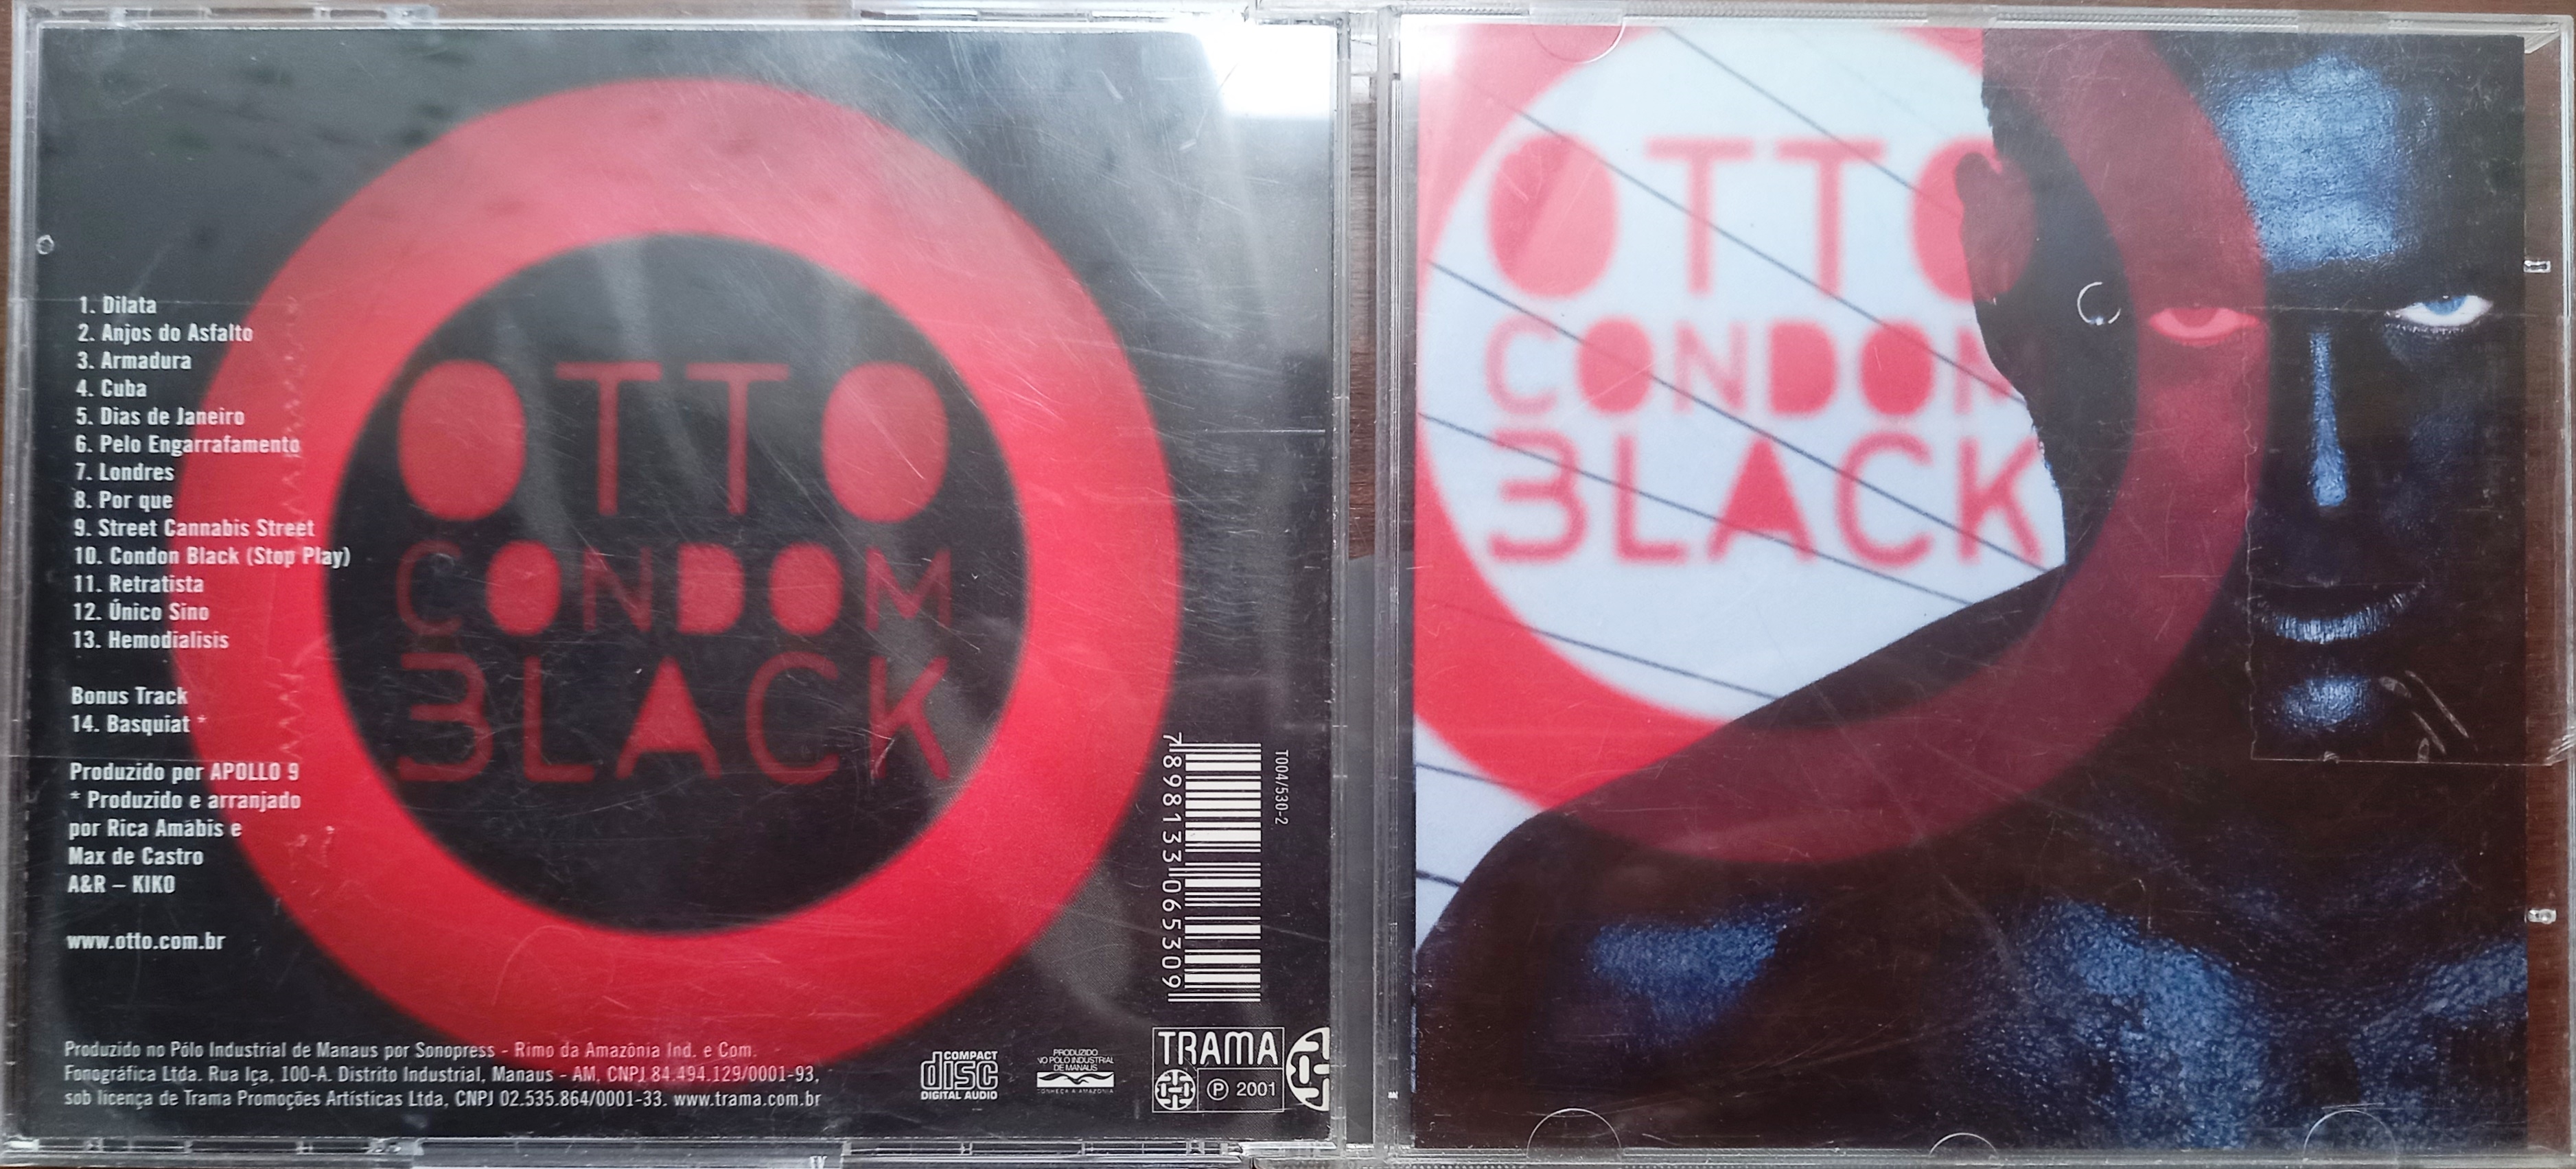 1. Dilata
2. Anjos do Asfalto
3. Armadura
4. Cuba
5. Dias de Janeiro
6. Pelo Engarrafamento
7. Londres
8. Por que
9. Street Cannabis Street
10. Condon Black (Stop Play)
11. Retratista
12. Único Sino
13. Hemodialisis
Bonus Track
14. Basquiat *
Produzido por APOLLO 9
* Produzido e arranjado
por Rica Amabis e
Max de Castro
A&R – KIKO
www.otto.com.br
OTTO
CONDOM
BLACK
T004/530-2
7898133065309
Produzido no Pólo Industrial de Manaus por Sonopress - Rimo da Amazônia Ind. e Com.
Fonográfica Ltda. Rua Iça, 100-A. Distrito Industrial, Manaus - AM, CNPJ 84.494.129/0001-93,
sob licença de Trama Promoções Artísticas Ltda, CNPJ 02.535.864/0001-33. www.trama.com.br
COMPACT
disc
DIGITAL AUDIO
PRODUZIDO
NO PÓLO INDUSTRIAL
DE MANAUS
CONHEÇA A AMAZÔNIA
TRAMA
℗ 2001
OTTO
CONDOM
BLACK